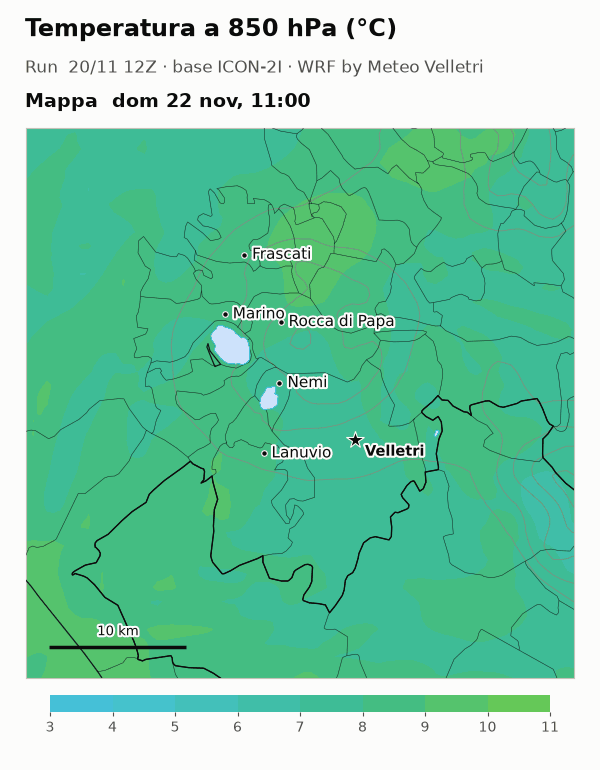 Temperatura a 850 hPa (°C)
Run  20/11 12Z · base ICON-2I · WRF by Meteo Velletri
Mappa  dom 22 nov, 11:00
Frascati
Marino
Rocca di Papa
Nemi
Velletri
Lanuvio
10 km
3 4 5 6 7 8 9 10 11